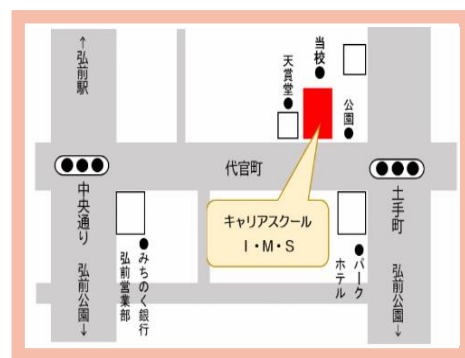 ↑弘前駅
天賞堂
当校
公園
代官町
中央通り
弘前公園↓
みちのく銀行
弘前営業部
キャリアスクール
I・M・S
パーク
ホテル
土手町
弘前公園↓